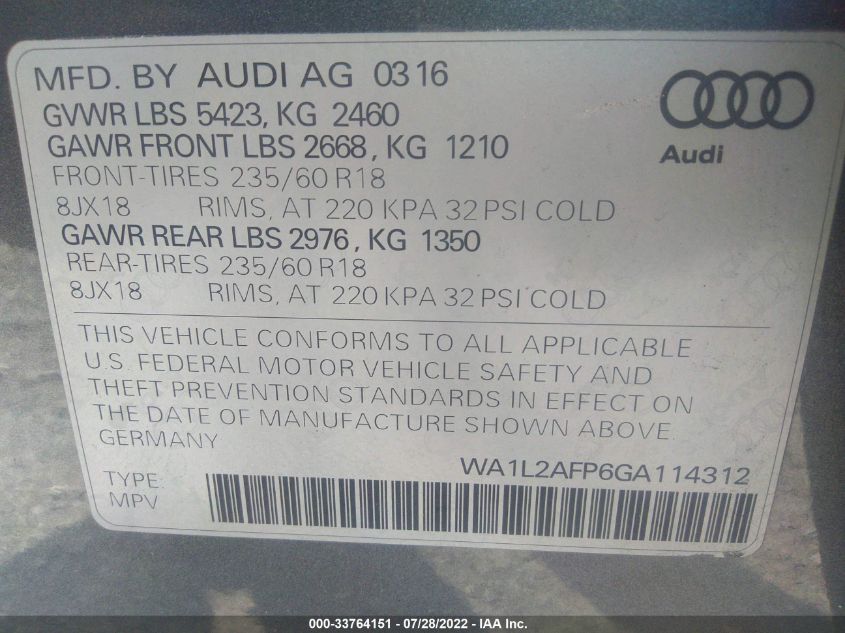 MFD. BY AUDI AG 0316
GVWR LBS 5423, KG 2460
GAWR FRONT LBS 2668, KG 1210
FRONT-TIRES 235/60 R18
8JX18 RIMS, AT 220 KPA 32 PSI COLD
GAWR REAR LBS 2976, KG 1350
REAR-TIRES 235/60 R18
8JX18 RIMS, AT 220 KPA 32 PSI COLD
Audi
THIS VEHICLE CONFORMS TO ALL APPLICABLE
U.S. FEDERAL MOTOR VEHICLE SAFETY AND
THEFT PREVENTION STANDARDS IN EFFECT ON
THE DATE OF MANUFACTURE SHOWN ABOVE.
GERMANY
WA1L2AFP6GA114312
TYPE:
MPV
000-33764151 / 07/28/2022 - IAA Inc.